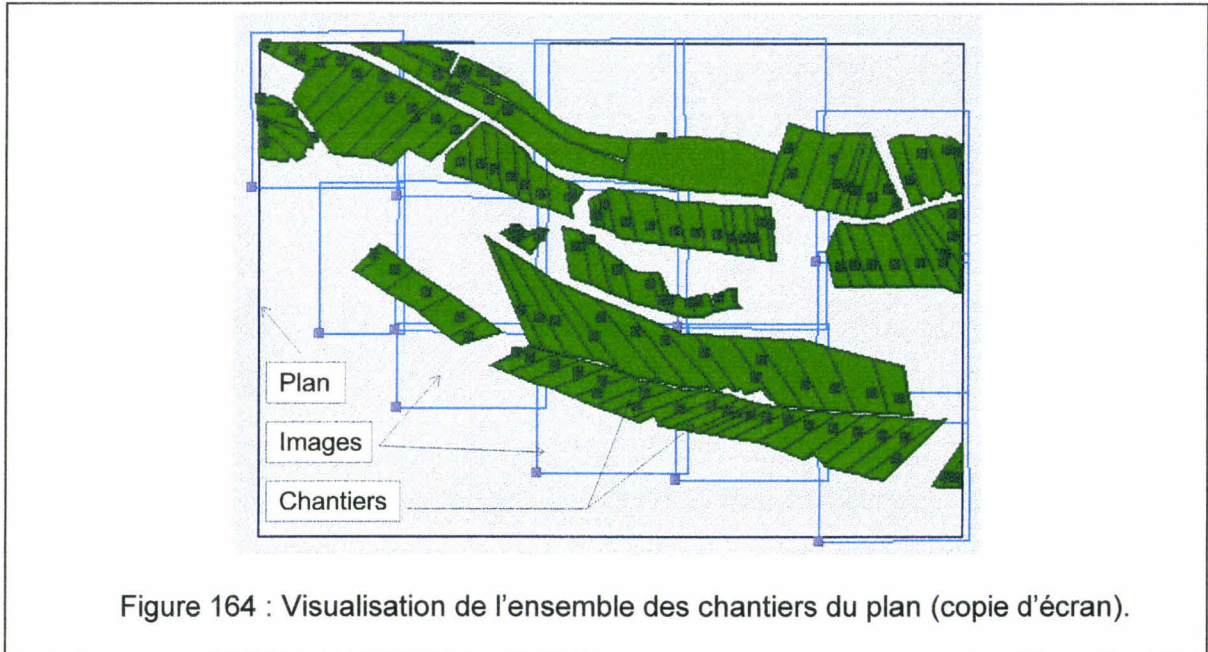 Plan
Images
Chantiers
Figure 164 : Visualisation de l'ensemble des chantiers du plan (copie d'écran).